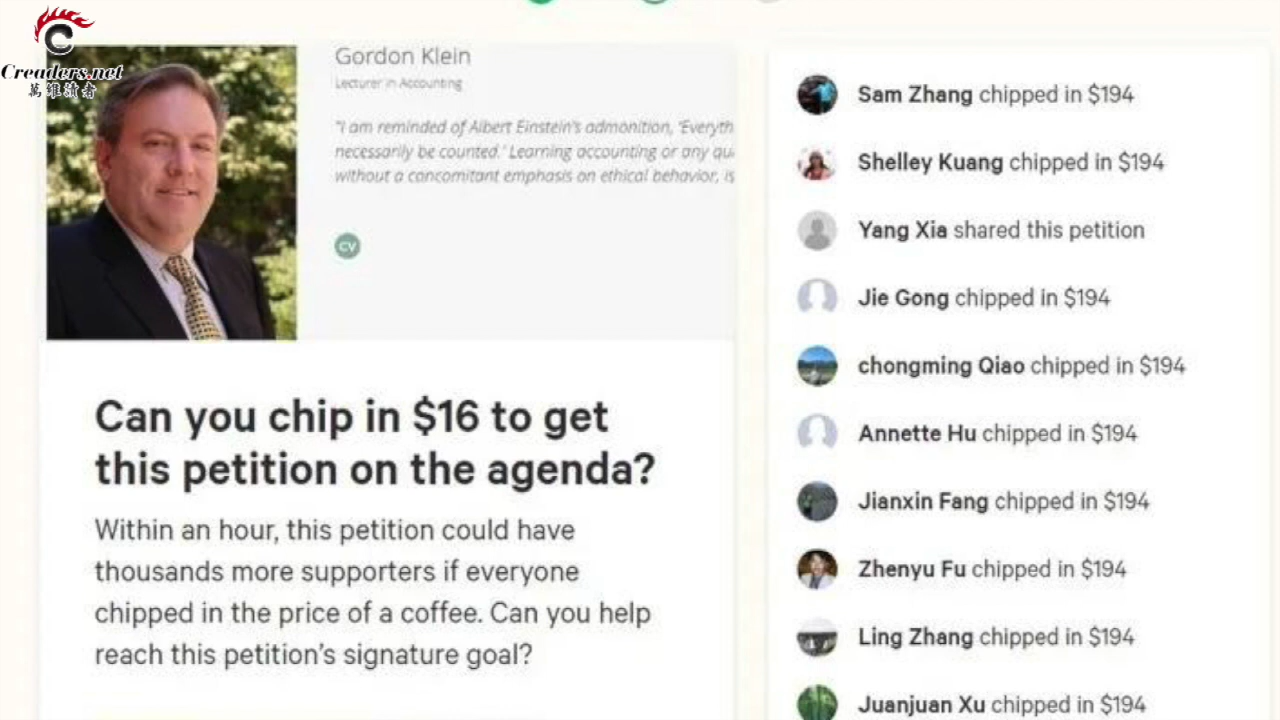 Creaders.net
萬維讀者
Gordon Klein
Lecturer in Accounting
"I am reminded of Albert Einstein's admonition, 'Everyth
necessarily be counted.' Learning accounting or any qu
without a concomitant emphasis on ethical behavior, is
CV
Can you chip in $16 to get
this petition on the agenda?
Within an hour, this petition could have
thousands more supporters if everyone
chipped in the price of a coffee. Can you help
reach this petition's signature goal?
Sam Zhang chipped in $194
Shelley Kuang chipped in $194
Yang Xia shared this petition
Jie Gong chipped in $194
chongming Qiao chipped in $194
Annette Hu chipped in $194
Jianxin Fang chipped in $194
Zhenyu Fu chipped in $194
Ling Zhang chipped in $194
Juanjuan Xu chipped in $194